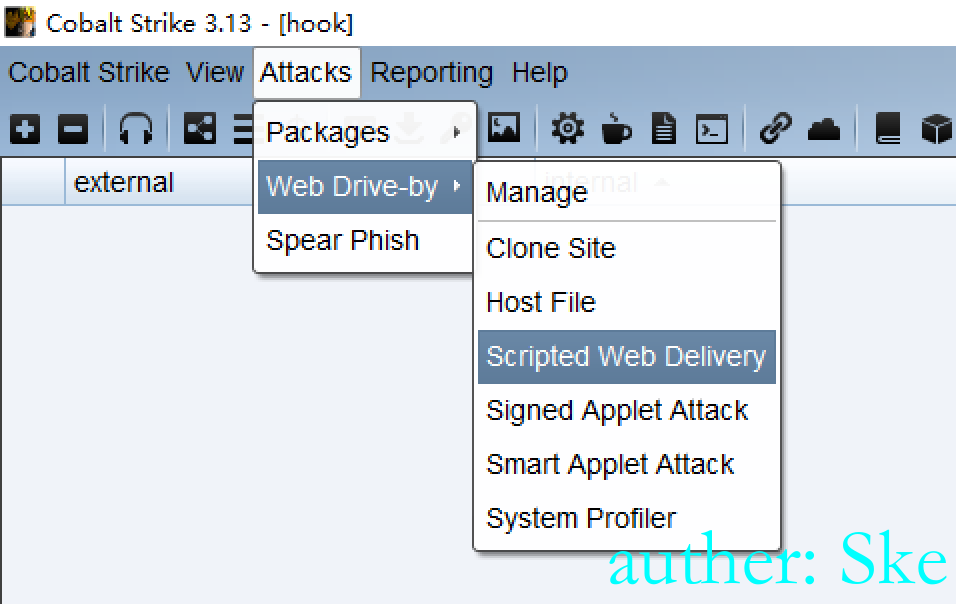 Cobalt Strike 3.13 - [hook]
Cobalt Strike View Attacks Reporting Help
Packages
external
Web Drive-by
internal
Manage
Spear Phish
Clone Site
Host File
Scripted Web Delivery
Signed Applet Attack
Smart Applet Attack
System Profiler
auther: Ske